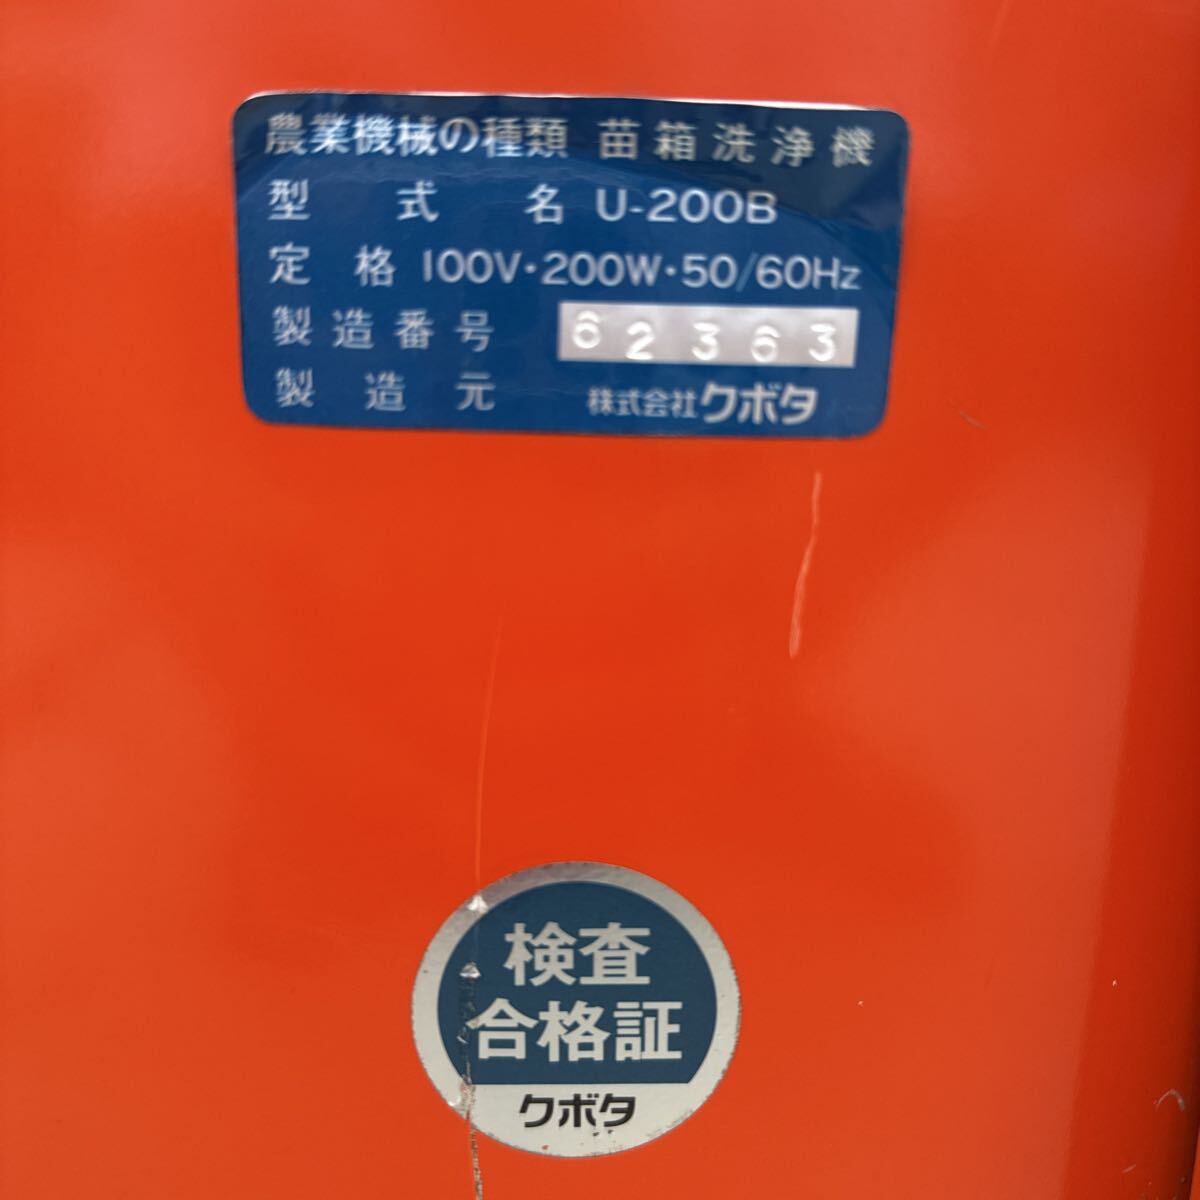 農業機械の種類 苗箱洗浄機
型式名 U-200B
定格 100V・200W・50/60Hz
製造番号 62363
製造元 株式会社クボタ
検査
合格証
クボタ